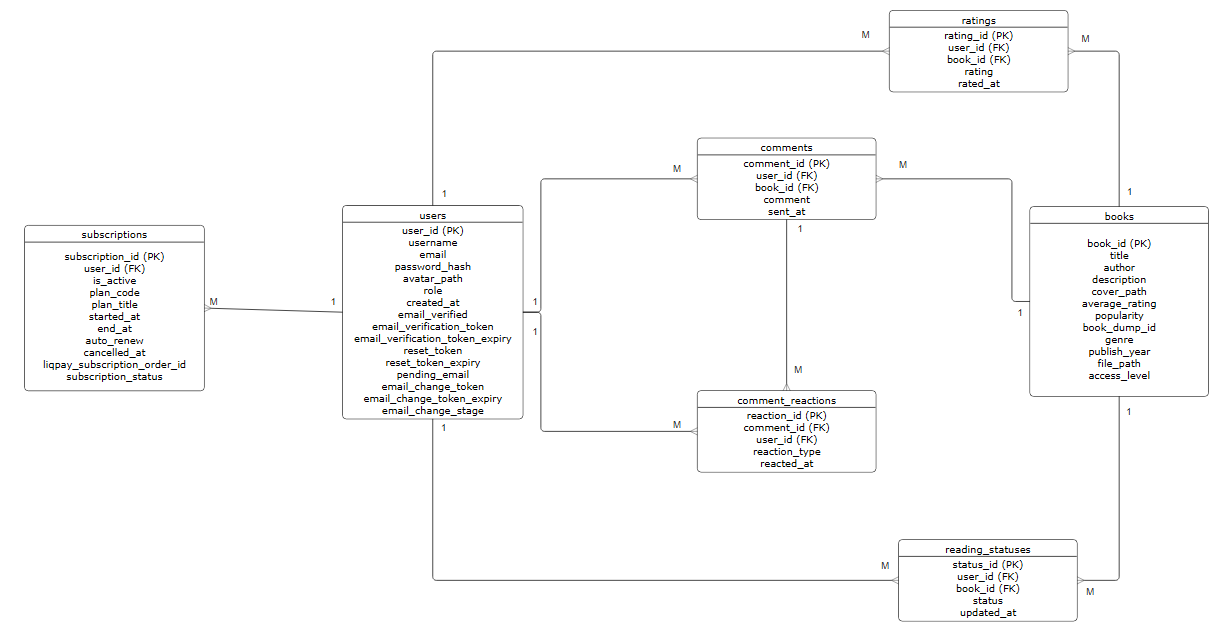 ratings
rating_id (PK)
user_id (FK)
book_id (FK)
rating
rated_at
M
M
1
1
comments
comment_id (PK)
user_id (FK)
book_id (FK)
comment
sent_at
M
M
1
users
user_id (PK)
username
email
password_hash
avatar_path
role
created_at
email_verified
email_verification_token
email_verification_token_expiry
reset_token
reset_token_expiry
pending_email
email_change_token
email_change_token_expiry
email_change_stage
subscriptions
subscription_id (PK)
user_id (FK)
is_active
plan_code
plan_title
started_at
end_at
auto_renew
cancelled_at
liqpay_subscription_order_id
subscription_status
M
1
1
1
1
books
book_id (PK)
title
author
description
cover_path
average_rating
popularity
book_dump_id
genre
publish_year
file_path
access_level
1
1
M
comment_reactions
reaction_id (PK)
comment_id (FK)
user_id (FK)
reaction_type
reacted_at
M
reading_statuses
status_id (PK)
user_id (FK)
book_id (FK)
status
updated_at
M
M